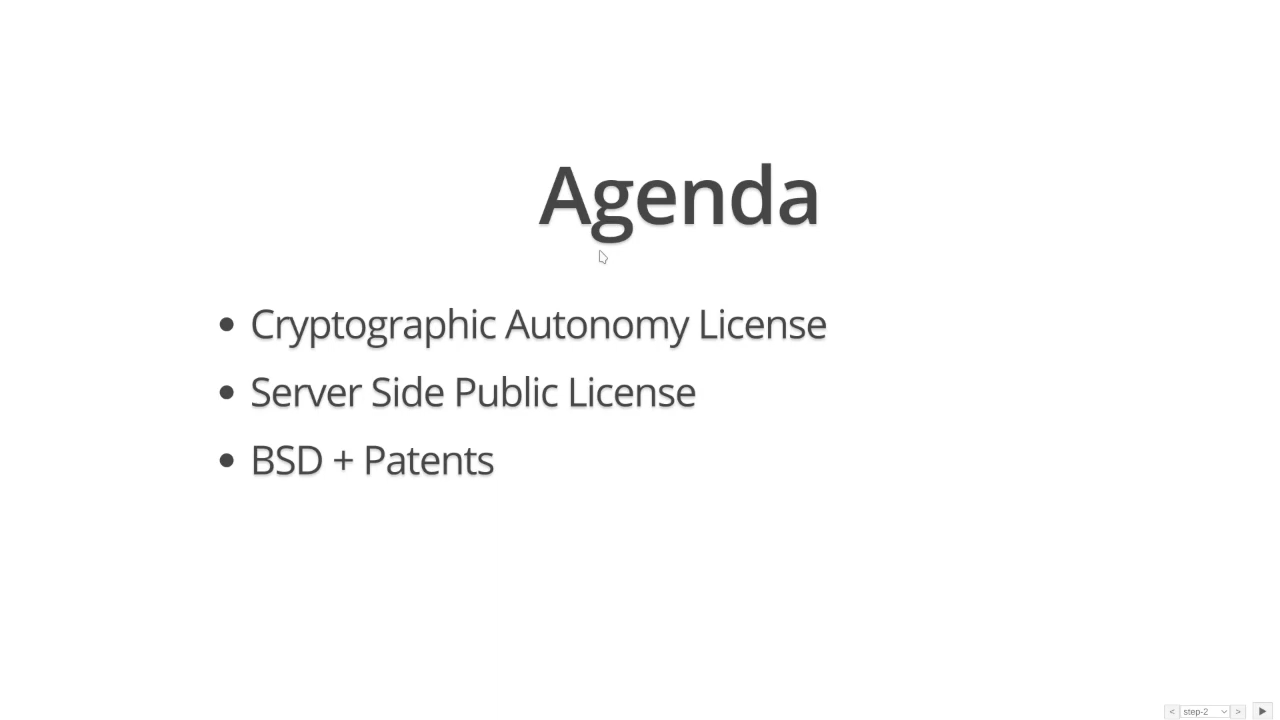 Agenda
• Cryptographic Autonomy License
• Server Side Public License
• BSD + Patents
< step-2 >